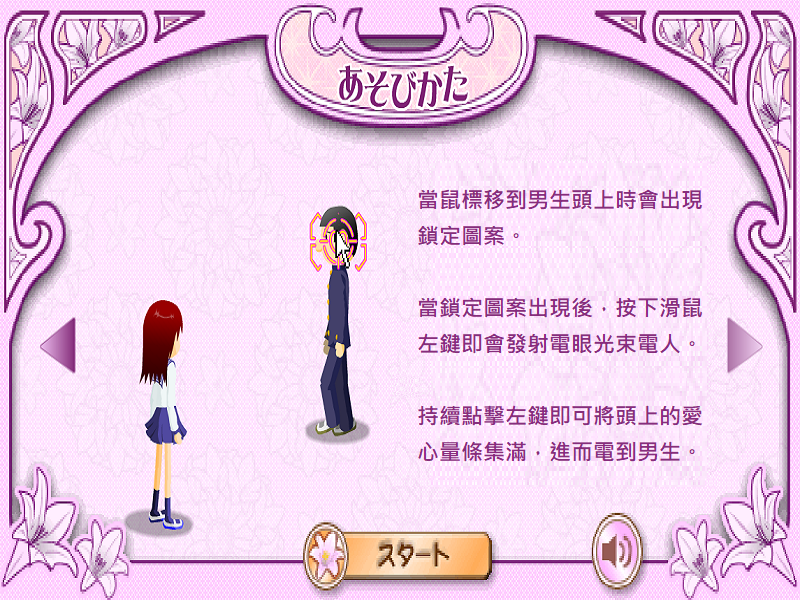 あそびかた
當鼠標移到男生頭上時會出現
鎖定圖案。
當鎖定圖案出現後，按下滑鼠
左鍵即會發射電眼光束電人。
持續點擊左鍵即可將頭上的愛
心量條集滿，進而電到男生。
スタート